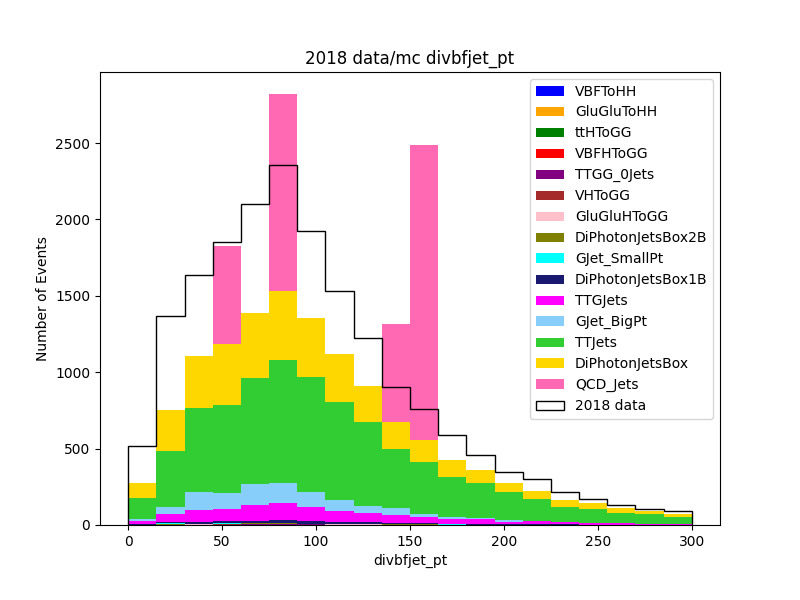 2018 data/mc divbfjet_pt
VBFToHH
GluGluToHH
ttHToGG
VBFHToGG
TTGG_0Jets
VHToGG
GluGluHToGG
DiPhotonJetsBox2B
GJet_SmallPt
DiPhotonJetsBox1B
TTGJets
GJet_BigPt
TTJets
DiPhotonJetsBox
QCD_Jets
2018 data
Number of Events
2500
2000
1500
1000
500
0
0 50 100 150 200 250 300
divbfjet_pt